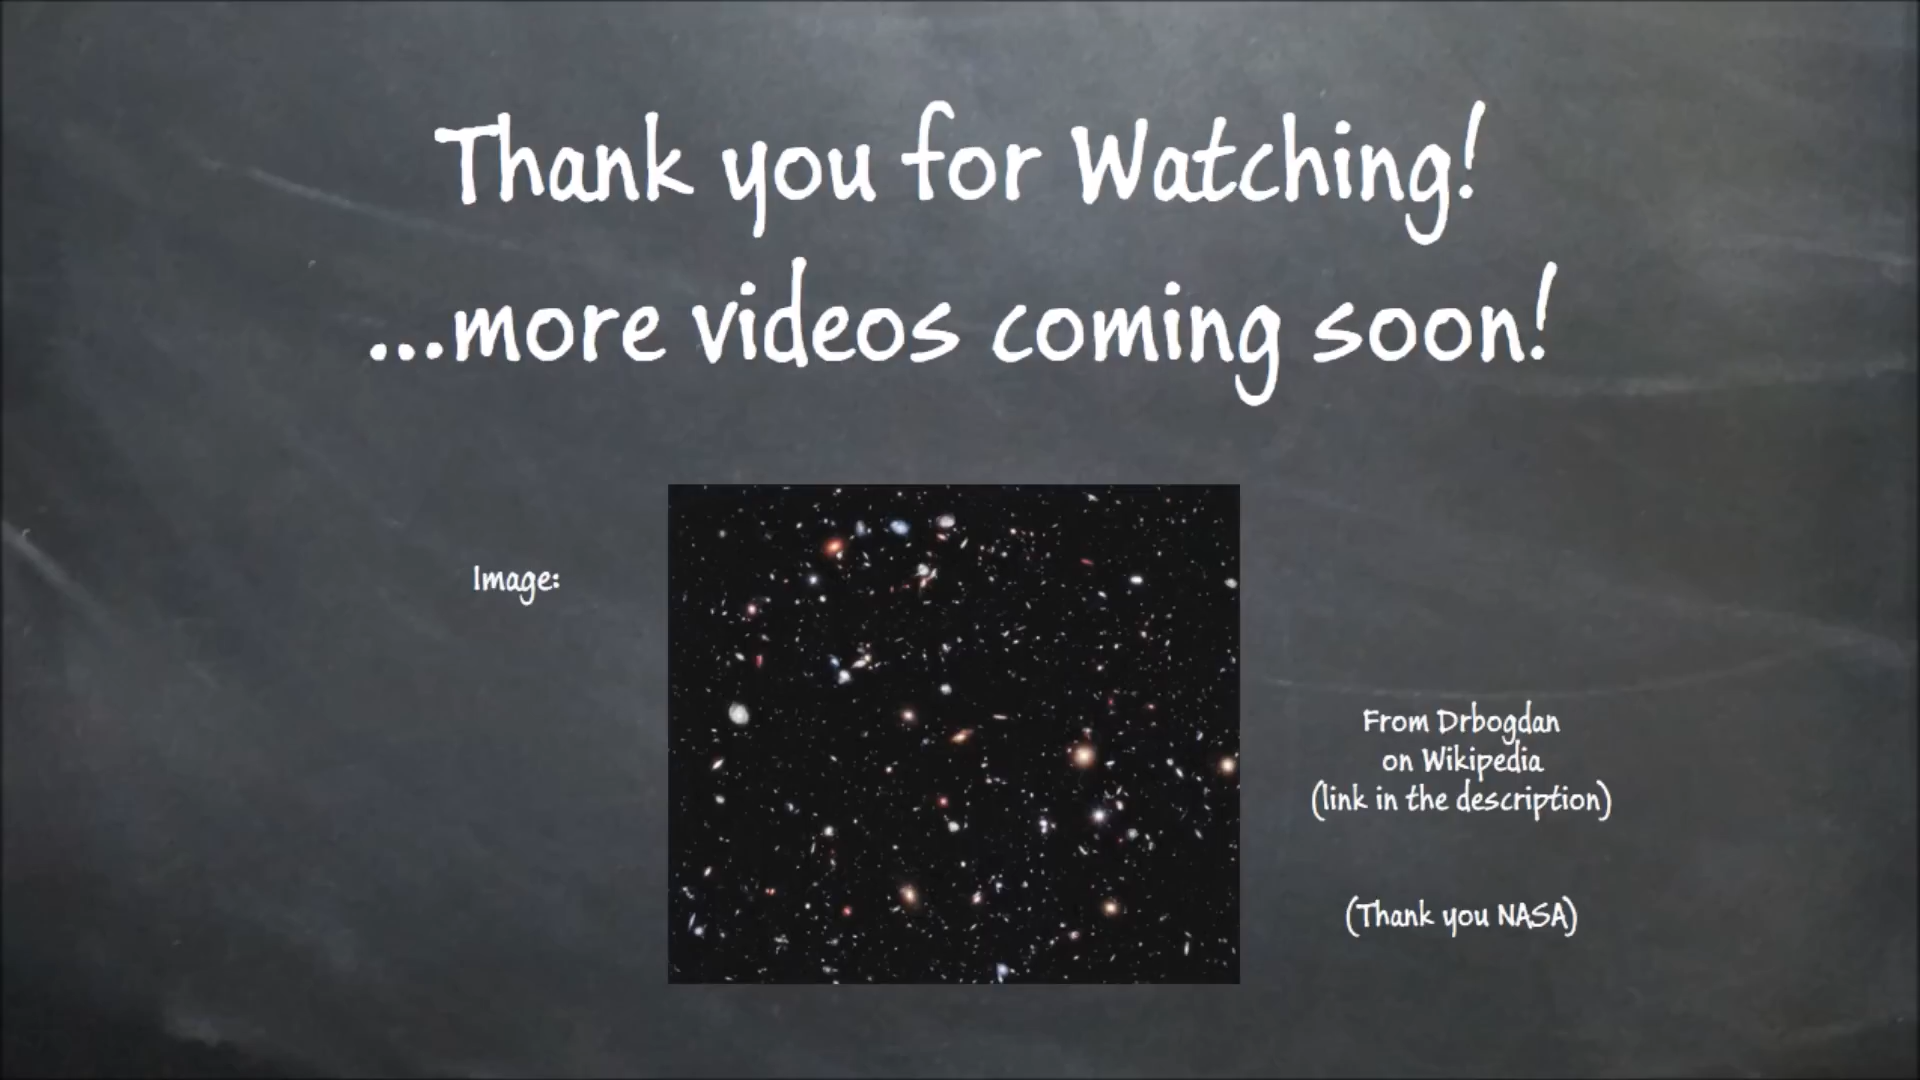 Thank you for Watching!
...more videos coming soon!
Image:
From Drbogdan
on Wikipedia
(link in the description)
(Thank you NASA)